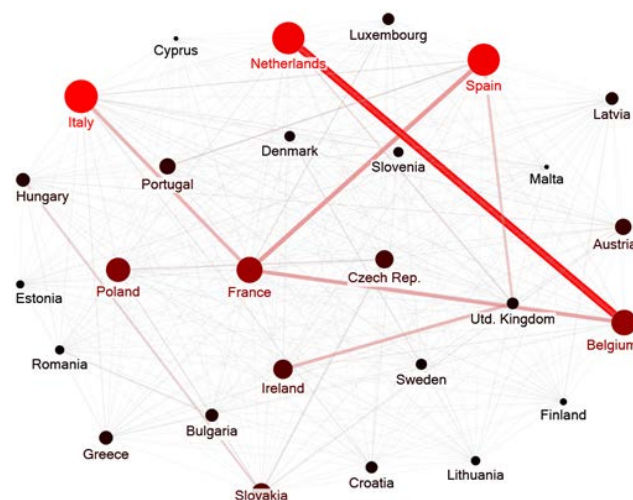 Luxembourg
Cyprus
Netherlands
Spain
Italy
Latvia
Denmark
Slovenia
Malta
Portugal
Hungary
Austria
Czech Rep.
Poland
France
Estonia
Utd. Kingdom
Belgium
Romania
Ireland
Sweden
Finland
Bulgaria
Greece
Croatia
Lithuania
Slovakia